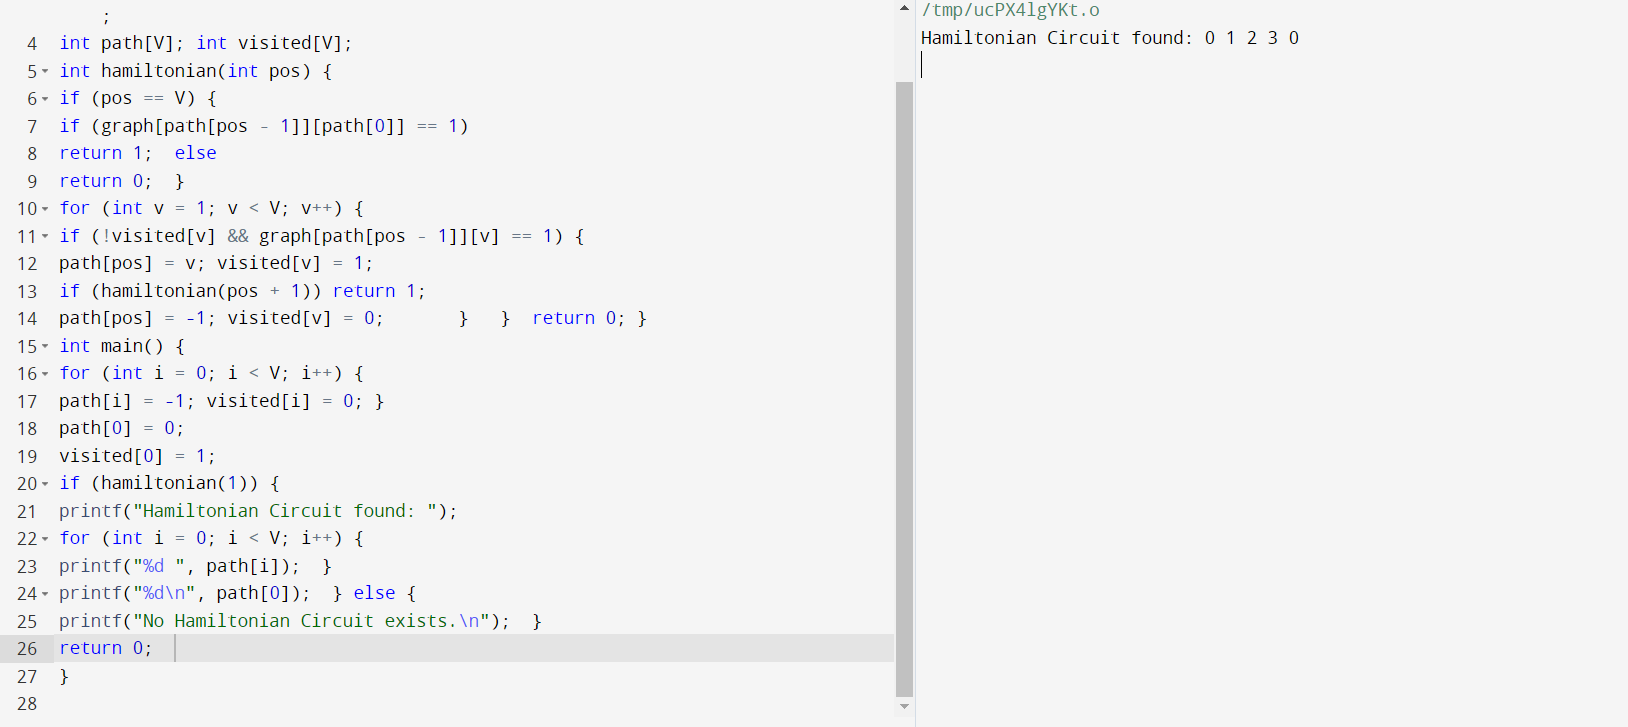 ;
4 int path[V]; int visited[V];
5 int hamiltonian(int pos) {
6 if (pos == V) {
7 if (graph[path[pos - 1]][path[0]] == 1)
8 return 1;  else
9 return 0;  }
10 for (int v = 1; v < V; v++) {
11 if (!visited[v] && graph[path[pos - 1]][v] == 1) {
12 path[pos] = v; visited[v] = 1;
13 if (hamiltonian(pos + 1)) return 1;
14 path[pos] = -1; visited[v] = 0;       }   }  return 0; }
15 int main() {
16 for (int i = 0; i < V; i++) {
17 path[i] = -1; visited[i] = 0; }
18 path[0] = 0;
19 visited[0] = 1;
20 if (hamiltonian(1)) {
21 printf("Hamiltonian Circuit found: ");
22 for (int i = 0; i < V; i++) {
23 printf("%d ", path[i]);  }
24 printf("%d\n", path[0]);  } else {
25 printf("No Hamiltonian Circuit exists.\n");  }
26 return 0;
27 }
28
/tmp/ucPX4lgYKt.o
Hamiltonian Circuit found: 0 1 2 3 0